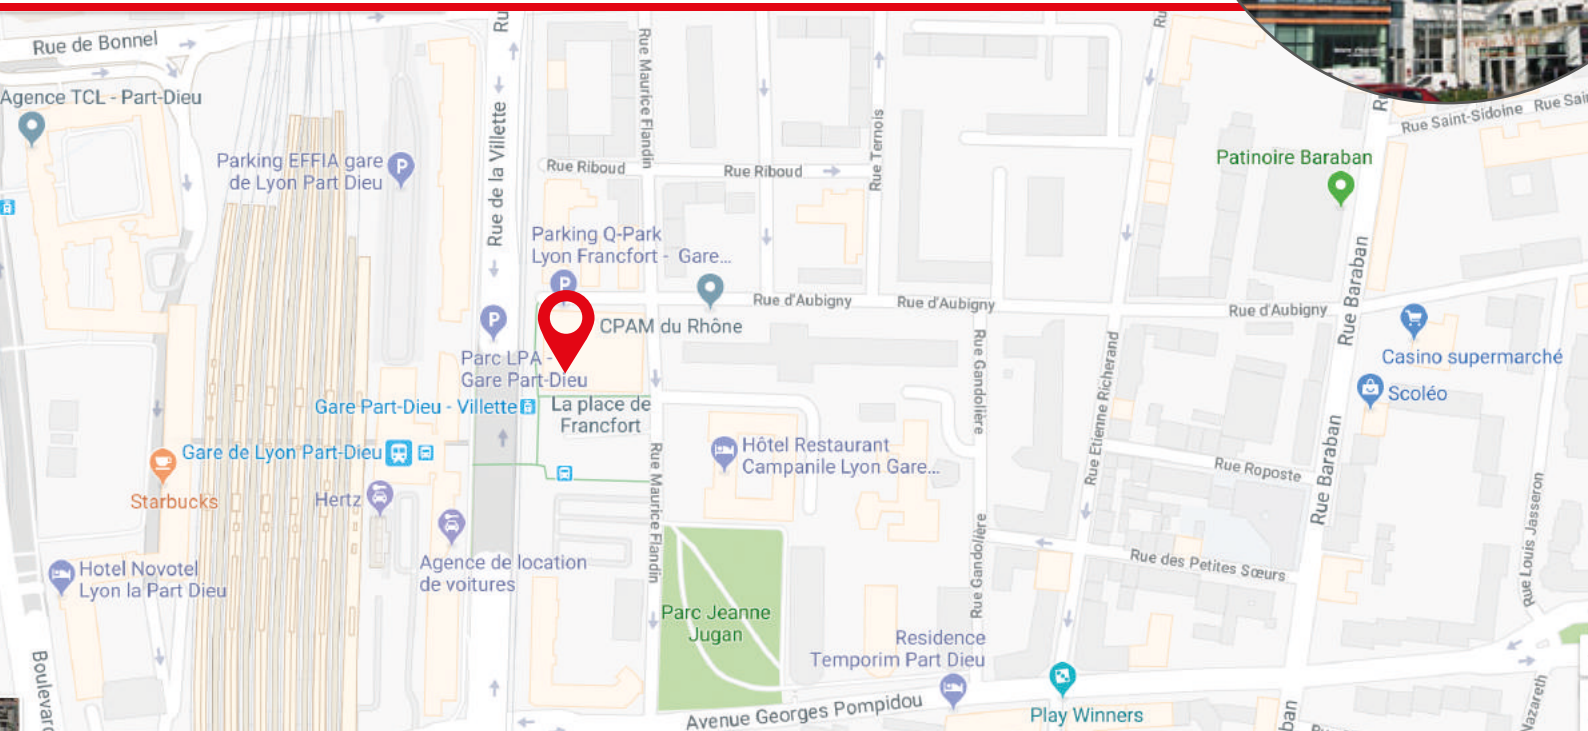 Rue de Bonnel
Agence TCL - Part-Dieu
Parking EFFIA gare
de Lyon Part Dieu
Rue de la Villette
Ru
Rue Maurice Flandin
Rue Riboud
Rue Riboud
Rue Ternois
Ru
Patinoire Baraban
Rue Saint-Sidoine
Rue Sai
Parking Q-Park
Lyon Francfort - Gare...
Rue d'Aubigny
Rue d'Aubigny
Rue d'Aubigny
Rue Baraban
CPAM du Rhône
Parc LPA -
Gare Part-Dieu
Gare Part-Dieu - Villette
La place de
Francfort
Casino supermarché
Scoléo
Gare de Lyon Part-Dieu
Starbucks
Hertz
Hôtel Restaurant
Campanile Lyon Gare...
Rue Gandolière
Rue Etienne Richerand
Rue Roposte
Rue Baraban
Rue Louis Jasseron
Rue Maurice Flandin
Agence de location
de voitures
Hotel Novotel
Lyon la Part Dieu
Rue Gandolière
Rue des Petites Sœurs
Parc Jeanne
Jugan
Residence
Temporim Part Dieu
Boulevard
Avenue Georges Pompidou
Play Winners
ban
Nazareth